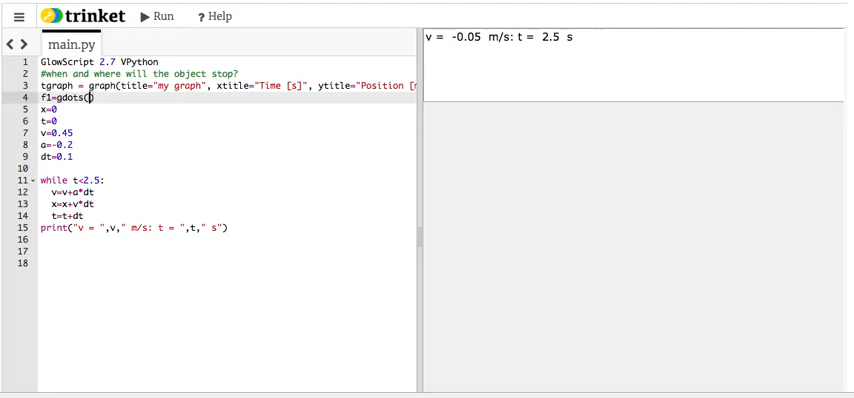 trinket Run ? Help
main.py
v = -0.05 m/s: t = 2.5 s
1 GlowScript 2.7 VPython
2 #when and where will the object stop?
3 tgraph = graph(title="my graph", xtitle="Time [s]", ytitle="Position [
4 f1=gdots()
5 x=0
6 t=0
7 v=0.45
8 a=-0.2
9 dt=0.1
10
11 while t<2.5:
12 v=v+a*dt
13 x=x+v*dt
14 t=t+dt
15 print("v = ",v," m/s: t = ",t," s")
16
17
18